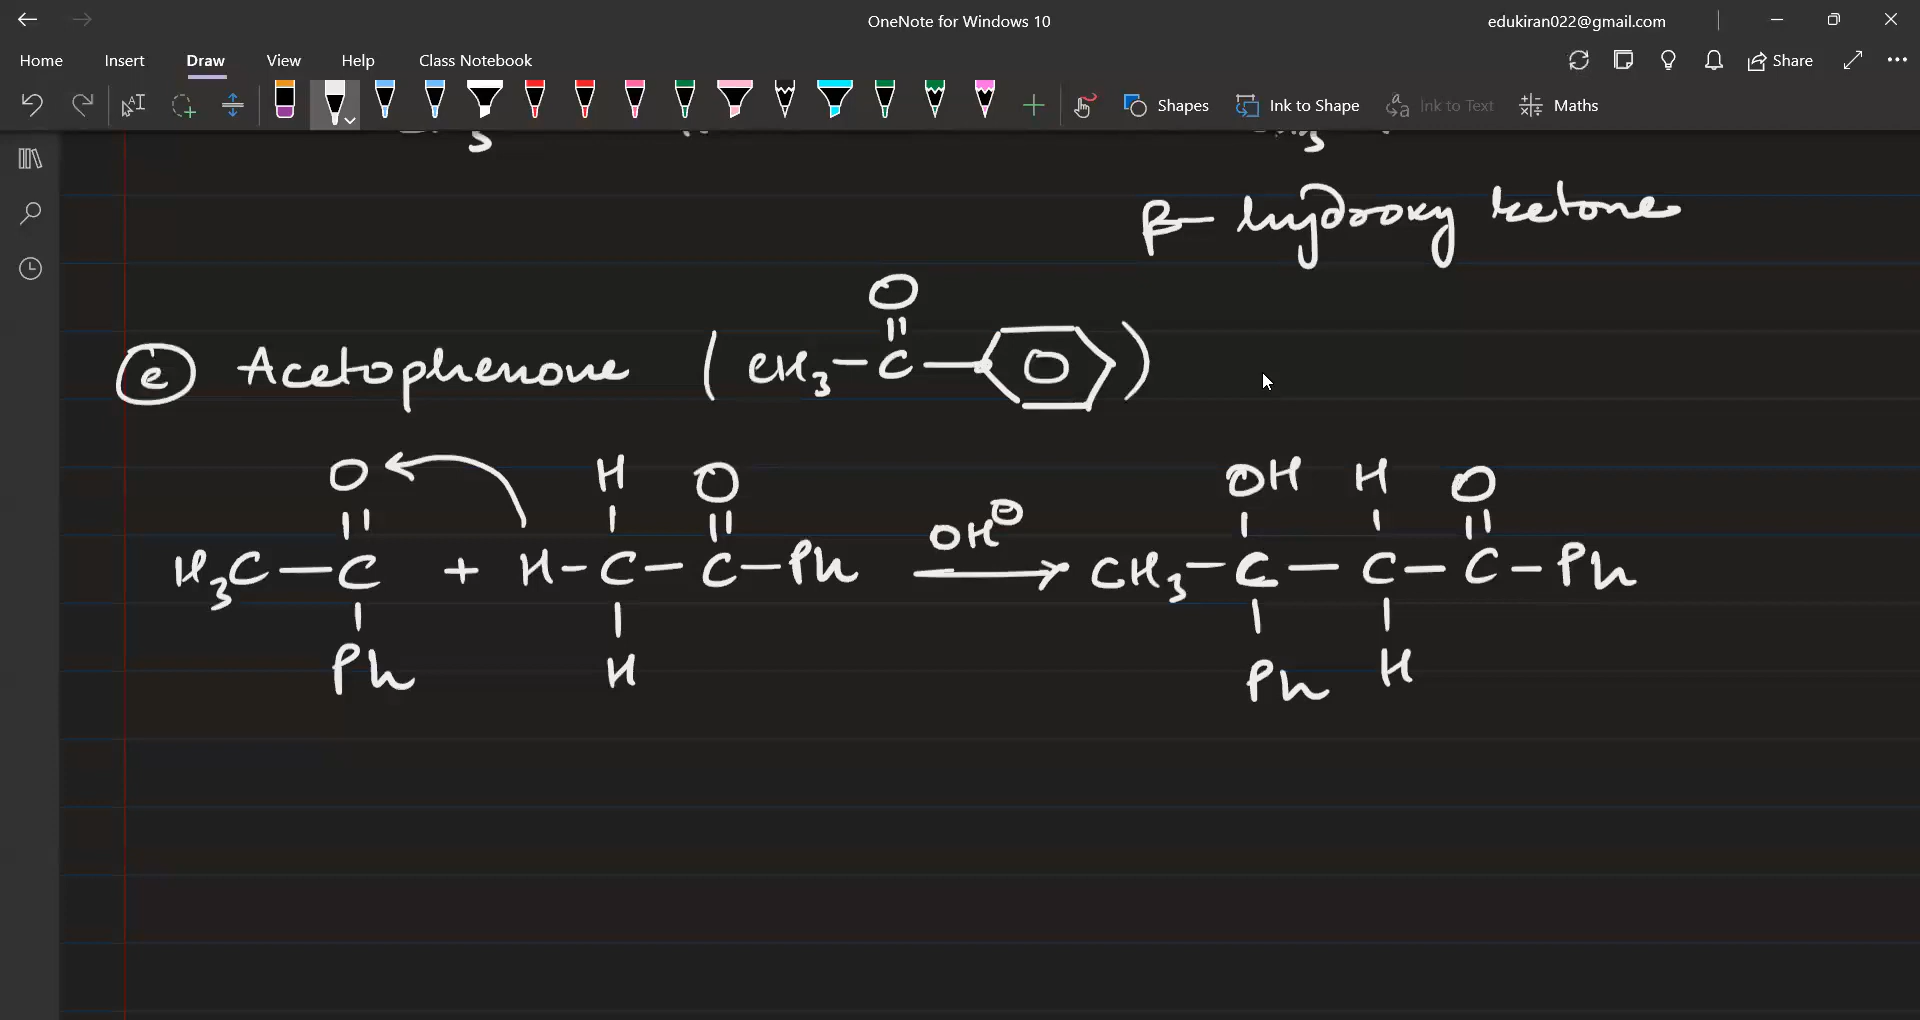 OneNote for Windows 10 edukiran022@gmail.com
Home Insert Draw View Help Class Notebook Share
Shapes Ink to Shape Ink to Text Maths
β- hydroxy ketone
O
||
(e) Acetophenone (CH₃-C- )
O H O OH H O
|| | || OH⊖ | | ||
H₃C-C + H-C-C-Ph → CH₃-C-C-C-Ph
| | | |
Ph H Ph H